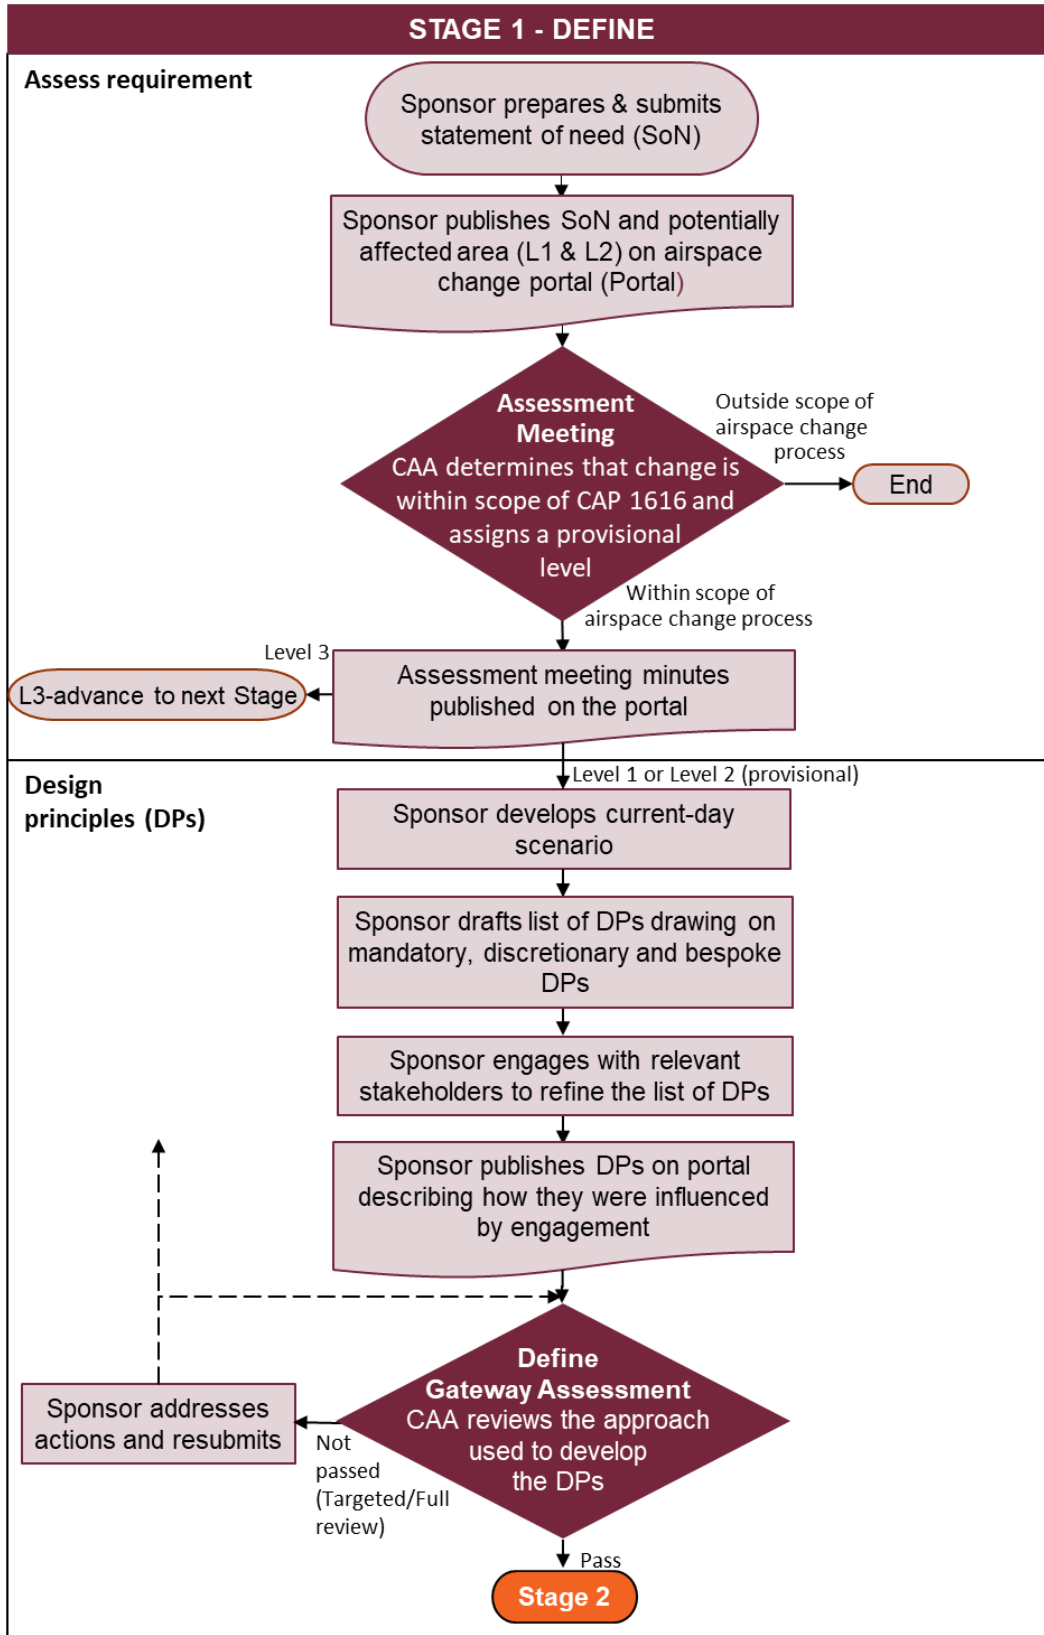 STAGE 1 - DEFINE
Assess requirement
Sponsor prepares & submits
statement of need (SoN)
Sponsor publishes SoN and potentially
affected area (L1 & L2) on airspace
change portal (Portal)
Assessment
Meeting
CAA determines that change is
within scope of CAP 1616 and
assigns a provisional
level
Outside scope of
airspace change
process
End
Within scope of
airspace change process
Level 3
L3-advance to next Stage
Assessment meeting minutes
published on the portal
Level 1 or Level 2 (provisional)
Design
principles (DPs)
Sponsor develops current-day
scenario
Sponsor drafts list of DPs drawing on
mandatory, discretionary and bespoke
DPs
Sponsor engages with relevant
stakeholders to refine the list of DPs
Sponsor publishes DPs on portal
describing how they were influenced
by engagement
Define
Gateway Assessment
CAA reviews the approach
used to develop
the DPs
Sponsor addresses
actions and resubmits
Not
passed
(Targeted/Full
review)
Pass
Stage 2